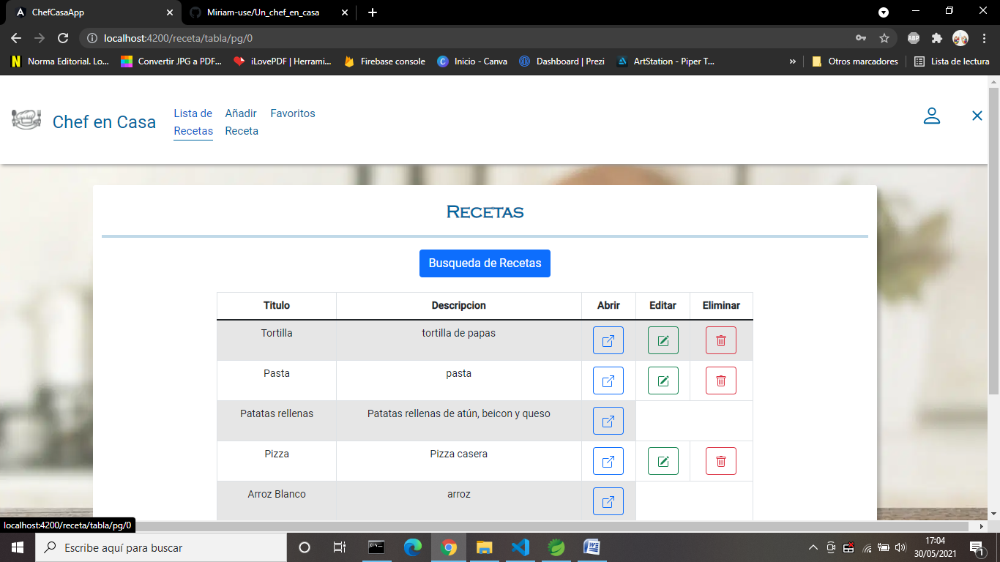 ChefCasaApp
Miriam-use/Un_chef_en_casa
localhost:4200/receta/tabla/pg/0
ABP
N Norma Editorial. Lo...
Convertir JPG a PDF...
iLovePDF | Herrami...
Firebase console
C Inicio - Canva
Dashboard | Prezi
ArtStation - Piper T...
»
Otros marcadores
Lista de lectura
Chef en Casa
Lista de Recetas
Añadir Receta
Favoritos
Recetas
Busqueda de Recetas
Titulo Descripcion Abrir Editar Eliminar
Tortilla tortilla de papas
Pasta pasta
Patatas rellenas Patatas rellenas de atún, beicon y queso
Pizza Pizza casera
Arroz Blanco arroz
localhost:4200/receta/tabla/pg/0
Escribe aquí para buscar
17:04
30/05/2021
1